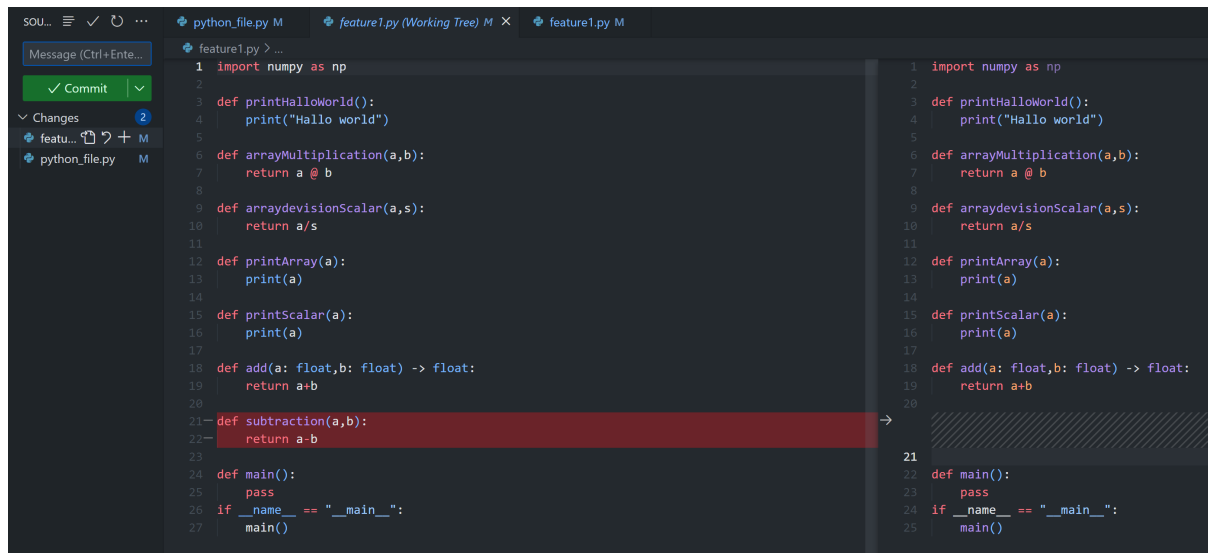 SOU...
python_file.py M
feature1.py (Working Tree) M
feature1.py M
Message (Ctrl+Ente...
Commit
Changes 2
featu... M
python_file.py M
feature1.py > ...
1 import numpy as np
2
3 def printHalloWorld():
4     print("Hallo world")
5
6 def arrayMultiplication(a,b):
7     return a @ b
8
9 def arraydevisionScalar(a,s):
10     return a/s
11
12 def printArray(a):
13     print(a)
14
15 def printScalar(a):
16     print(a)
17
18 def add(a: float,b: float) -> float:
19     return a+b
20
21— def subtraction(a,b):
22—     return a-b
23
24 def main():
25     pass
26 if __name__ == "__main__":
27     main()
1 import numpy as np
2
3 def printHalloWorld():
4     print("Hallo world")
5
6 def arrayMultiplication(a,b):
7     return a @ b
8
9 def arraydevisionScalar(a,s):
10     return a/s
11
12 def printArray(a):
13     print(a)
14
15 def printScalar(a):
16     print(a)
17
18 def add(a: float,b: float) -> float:
19     return a+b
20
21
22 def main():
23     pass
24 if __name__ == "__main__":
25     main()